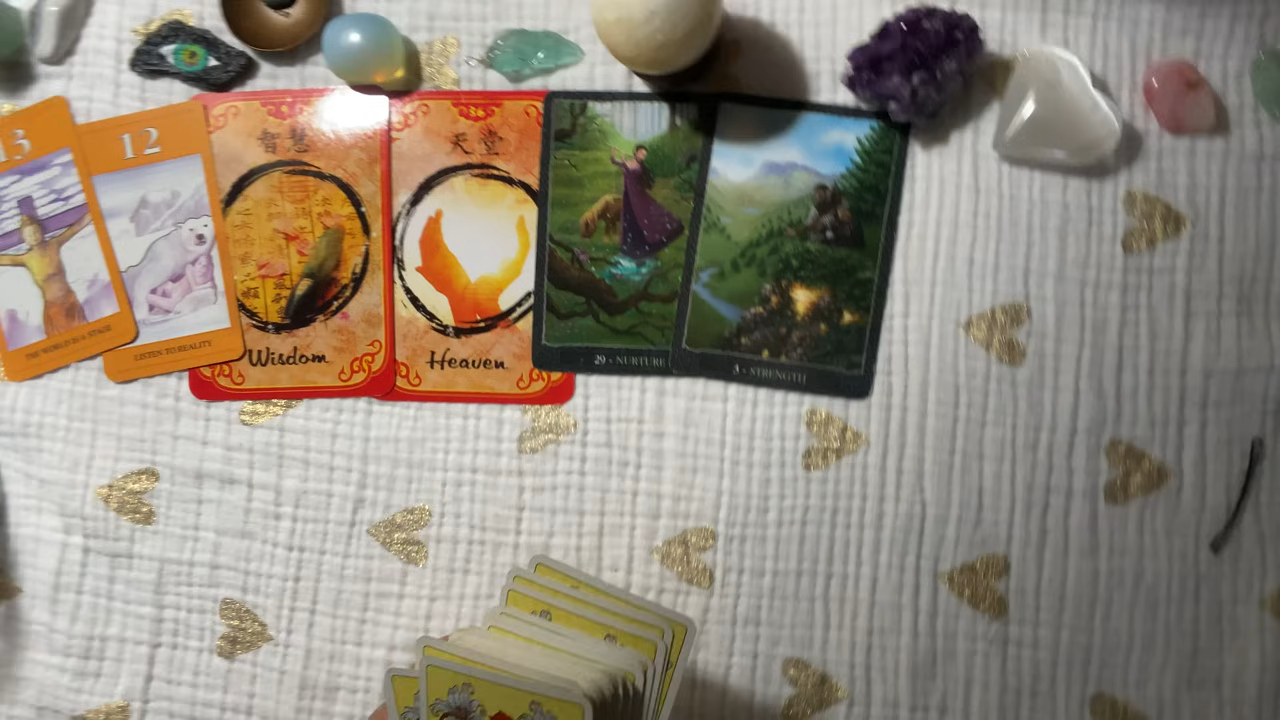 13
THE WORLD IS A STAGE
12
LISTEN TO REALITY
智慧
Wisdom
天堂
Heaven
29 - NURTURE
3 - STRENGTH